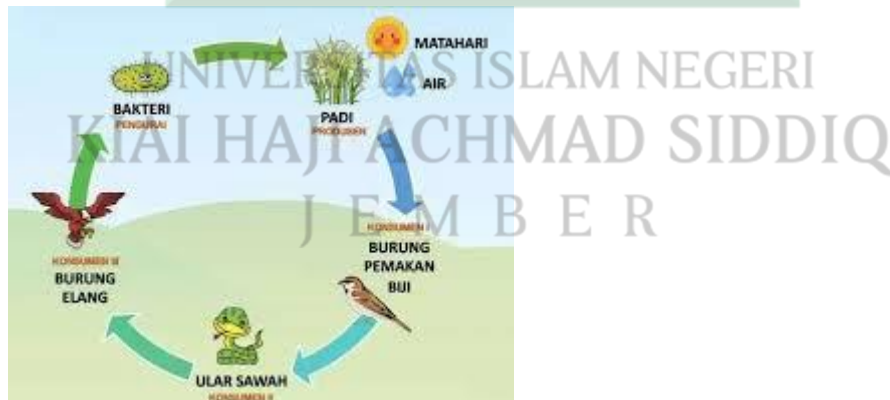 UNIVERSITAS ISLAM NEGERI
KIAI HAJI ACHMAD SIDDIQ
JEMBER
MATAHARI
AIR
BAKTERI
PENGURAI
PADI
PRODUSEN
KONSUMEN I
BURUNG
PEMAKAN
BIJI
KONSUMEN III
BURUNG
ELANG
ULAR SAWAH
KONSUMEN II